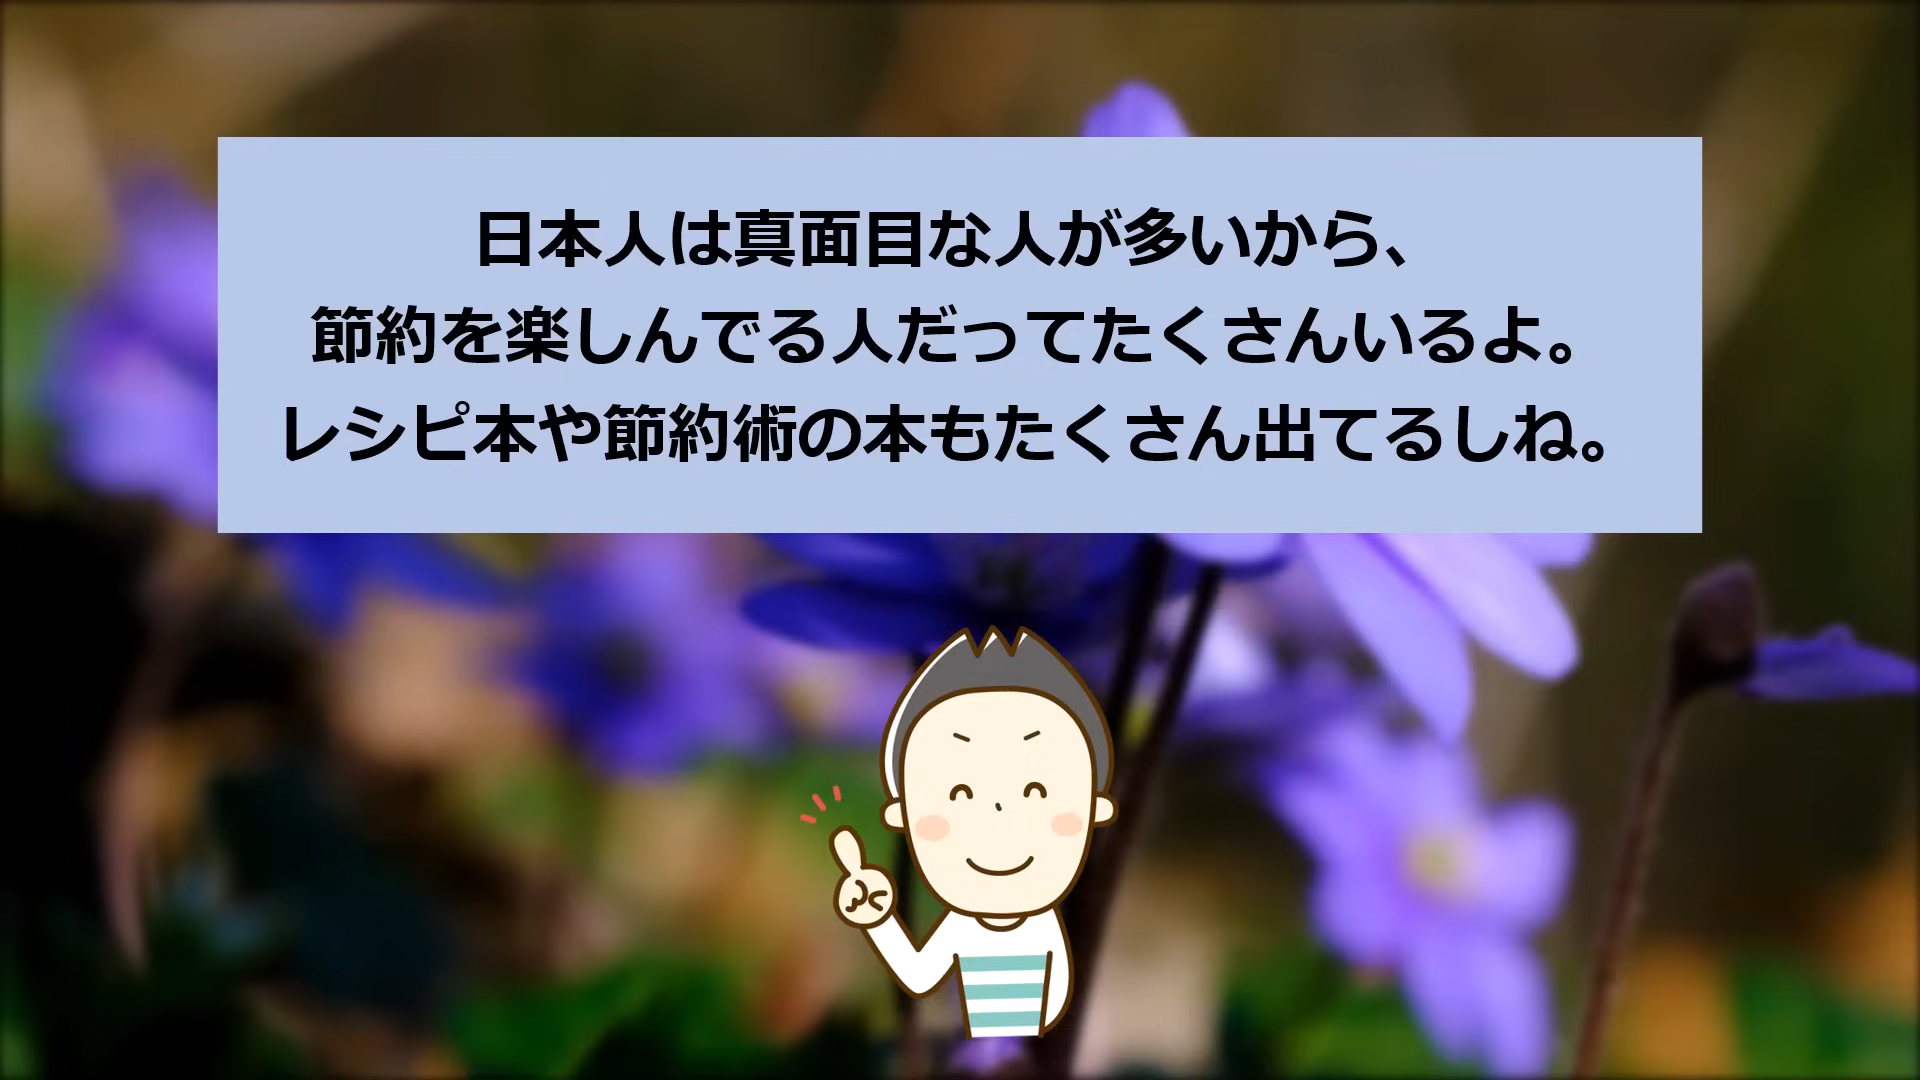 日本人は真面目な人が多いから、
節約を楽しんでる人だってたくさんいるよ。
レシピ本や節約術の本もたくさん出てるしね。